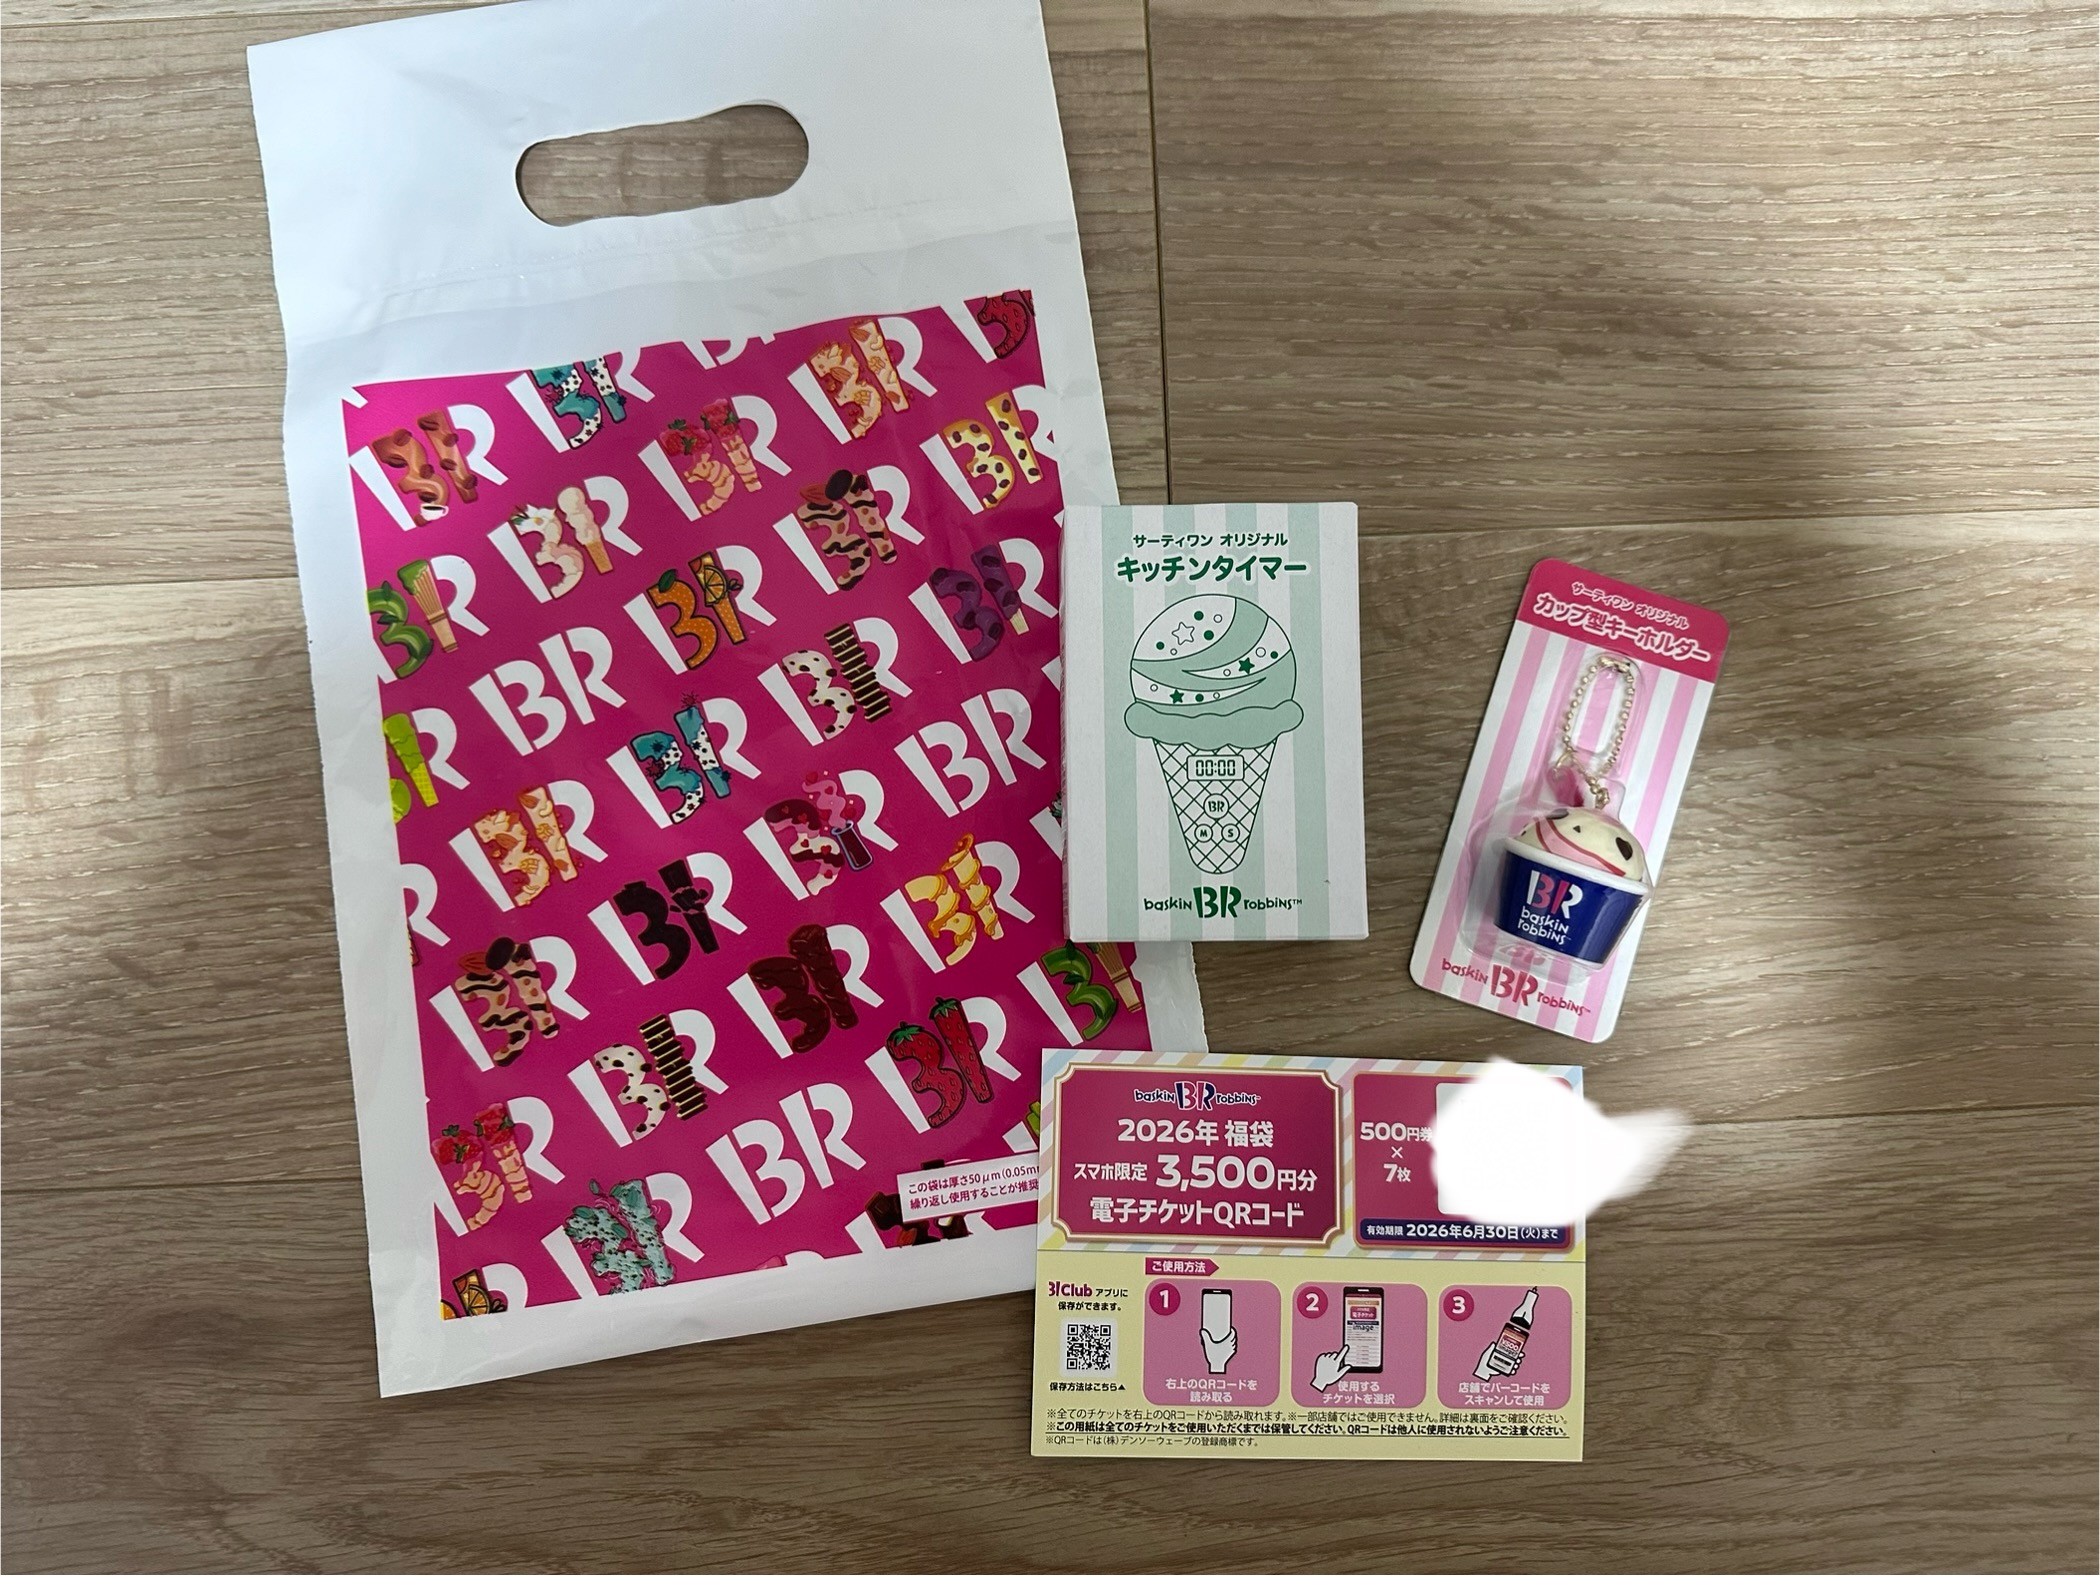 サーティワン オリジナル
キッチンタイマー
00:00
BR
M S
baskin BR robbins™
サーティワン オリジナル
カップ型キーホルダー
BR
baskin
robbins
baskin BR robbins™
この袋は厚さ50μm(0.05m
繰り返し使用することが推奨
baskin BR robbins™
2026年 福袋
スマホ限定 3,500円分
電子チケットQRコード
500円券
×
7枚
有効期限 2026年6月30日(火)まで
ご使用方法
31Club アプリに
保存ができます。
保存方法はこちら▲
1
右上のQRコードを
読み取る
2
使用する
チケットを選択
3
店舗でバーコードを
スキャンして使用
※全てのチケットを右上のQRコードから読み取れます。※一部店舗ではご使用できません。詳細は裏面をご確認ください。
※この用紙は全てのチケットをご使用いただくまでは保管してください。QRコードは他人に使用されないようご注意ください。
※QRコードは(株)デンソーウェーブの登録商標です。